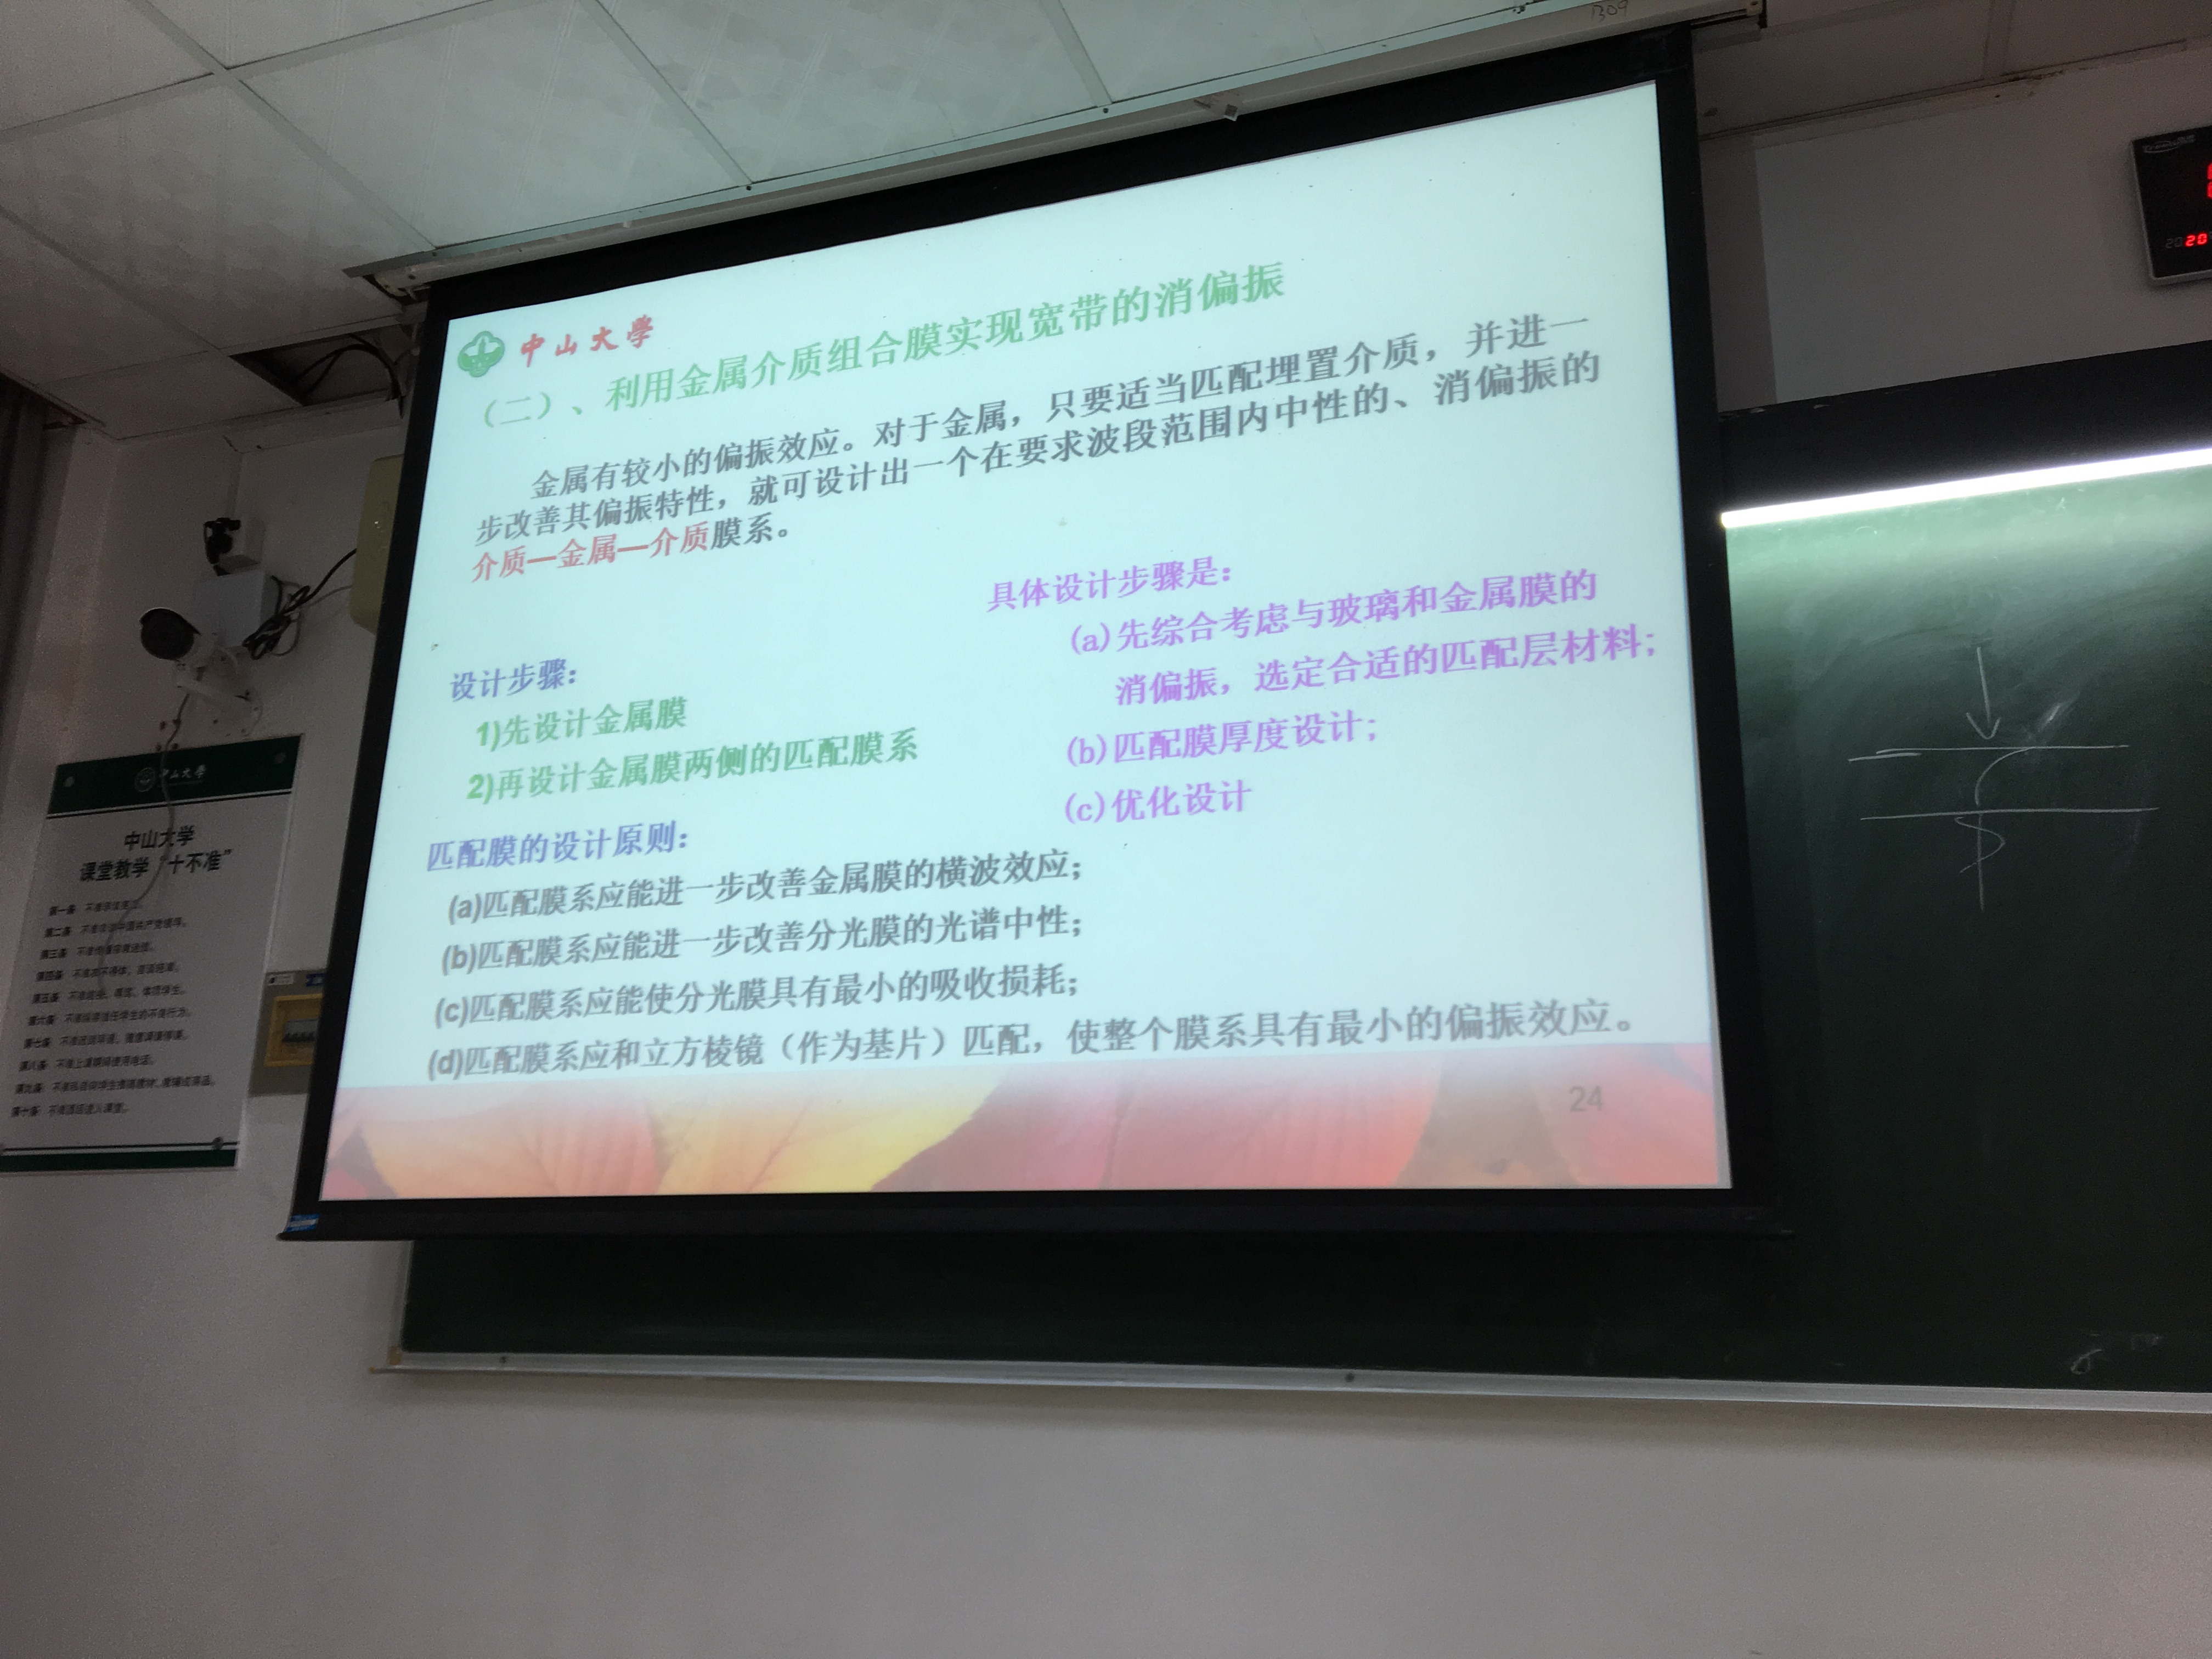 1309
中山大學
（二）、利用金属介质组合膜实现宽带的消偏振
金属有较小的偏振效应。对于金属，只要适当匹配埋置介质，并进一
步改善其偏振特性，就可设计出一个在要求波段范围内中性的、消偏振的
介质—金属—介质膜系。
设计步骤：
1)先设计金属膜
2)再设计金属膜两侧的匹配膜系
具体设计步骤是：
(a)先综合考虑与玻璃和金属膜的
消偏振，选定合适的匹配层材料；
(b)匹配膜厚度设计；
(c)优化设计
匹配膜的设计原则：
(a)匹配膜系应能进一步改善金属膜的横波效应；
(b)匹配膜系应能进一步改善分光膜的光谱中性；
(c)匹配膜系应能使分光膜具有最小的吸收损耗；
(d)匹配膜系应和立方棱镜（作为基片）匹配，使整个膜系具有最小的偏振效应。
24
中山大學
中山大学
课堂教学“十不准”
第一条
第二条
第三条
第四条
第五条
第六条
第七条
第八条
第九条
第十条
2020